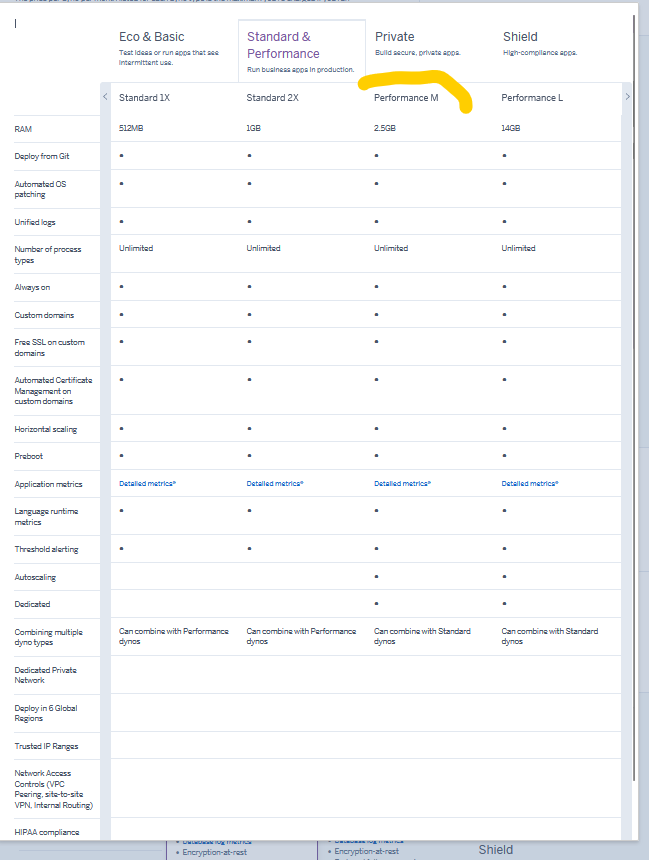 Eco & Basic
Test ideas or run apps that see
intermittent use.
Standard &
Performance
Run business apps in production.
Private
Build secure, private apps.
Shield
High-compliance apps.
Standard 1X Standard 2X Performance M Performance L
RAM 512MB 1GB 2.5GB 14GB
Deploy from Git • • • •
Automated OS
patching • • • •
Unified logs • • • •
Number of process
types Unlimited Unlimited Unlimited Unlimited
Always on • • • •
Custom domains • • • •
Free SSL on custom
domains • • • •
Automated Certificate
Management on
custom domains • • • •
Horizontal scaling • • • •
Preboot • • • •
Application metrics Detailed metrics* Detailed metrics* Detailed metrics* Detailed metrics*
Language runtime
metrics • • • •
Threshold alerting • • • •
Autoscaling • •
Dedicated • •
Combining multiple
dyno types
Can combine with Performance
dynos
Can combine with Performance
dynos
Can combine with Standard
dynos
Can combine with Standard
dynos
Dedicated Private
Network
Deploy in 6 Global
Regions
Trusted IP Ranges
Network Access
Controls (VPC
Peering, site-to-site
VPN, Internal Routing)
HIPAA compliance
• Encryption-at-rest
• Encryption-at-rest
Shield